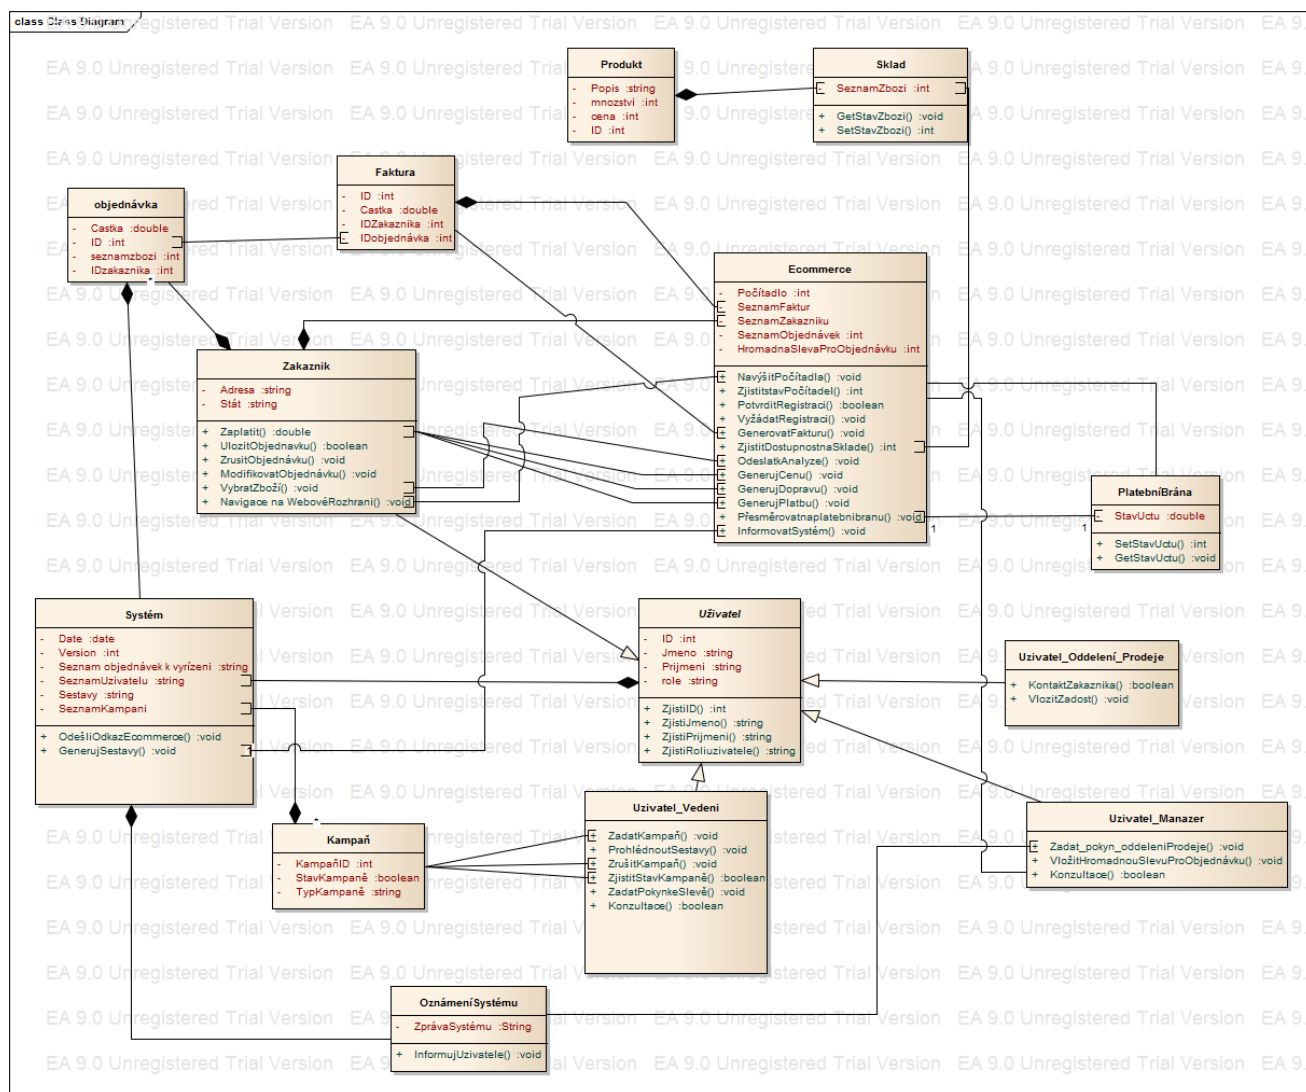 class Class Diagram
EA 9.0 Unregistered Trial Version
Produkt
- Popis :string
- mnozstvi :int
- cena :int
- ID :int
Sklad
- SeznamZbozi :int
+ GetStavZbozi() :void
+ SetStavZbozi() :int
Faktura
- ID :int
- Castka :double
- IDZakaznika :int
- IDobjednávka :int
objednávka
- Castka :double
- ID :int
- seznamzbozi :int
- IDzakaznika :int
*
Ecommerce
- Počítadlo :int
- SeznamFaktur
- SeznamZakazniku
- SeznamObjednávek :int
- HromadnaSlevaProObjednávku :int
+ NavýšitPočítadla() :void
+ ZjistitstavPočítadel() :int
+ PotvrditRegistraci() :boolean
+ VyžádatRegistraci() :void
+ GenerovatFakturu() :void
+ ZjistitDostupnostnaSklade() :int
+ OdeslatkAnalyze() :void
+ GenerujCenu() :void
+ GenerujDopravu() :void
+ GenerujPlatbu() :void
+ Přesměrovatnaplatebnibranu() :void
+ InformovatSystém() :void
1
1
Zakaznik
- Adresa :string
- Stát :string
+ Zaplatit() :double
+ UlozitObjednavku() :boolean
+ ZrusitObjednávku() :void
+ ModifikovatObjednávku() :void
+ VybratZboží() :void
+ Navigace na WebovéRozhrani() :void
PlatebníBrána
- StavUctu :double
+ SetStavUctu() :int
+ GetStavUctu() :void
Systém
- Date :date
- Version :int
- Seznam objednávek k vyrízeni :string
- SeznamUzivatelu :string
- Sestavy :string
- SeznamKampani
+ OdešliOdkazEcommerce() :void
+ GenerujSestavy() :void
Uživatel
- ID :int
- Jmeno :string
- Prijmeni :string
- role :string
+ ZjistiID() :int
+ ZjistiJmeno() :string
+ ZjistiPrijmeni() :string
+ ZjistiRoliuzivatele() :string
Uzivatel_Oddelení_Prodeje
+ KontaktZakaznika() :boolean
+ VlozitZadost() :void
Uzivatel_Vedeni
+ ZadatKampaň() :void
+ ProhlédnoutSestavy() :void
+ ZrušitKampaň() :void
+ ZjistitStavKampaně() :boolean
+ ZadatPokynkeSlevě() :void
+ Konzultace() :boolean
Uzivatel_Manazer
+ Zadat_pokyn_oddeleniProdeje() :void
+ VložitHromadnouSlevuProObjednávku() :void
+ Konzultace() :boolean
*
Kampaň
- KampaňID :int
- StavKampaně :boolean
- TypKampaně :string
OznámeníSystému
- ZprávaSystému :String
+ InformujUzivatele() :void